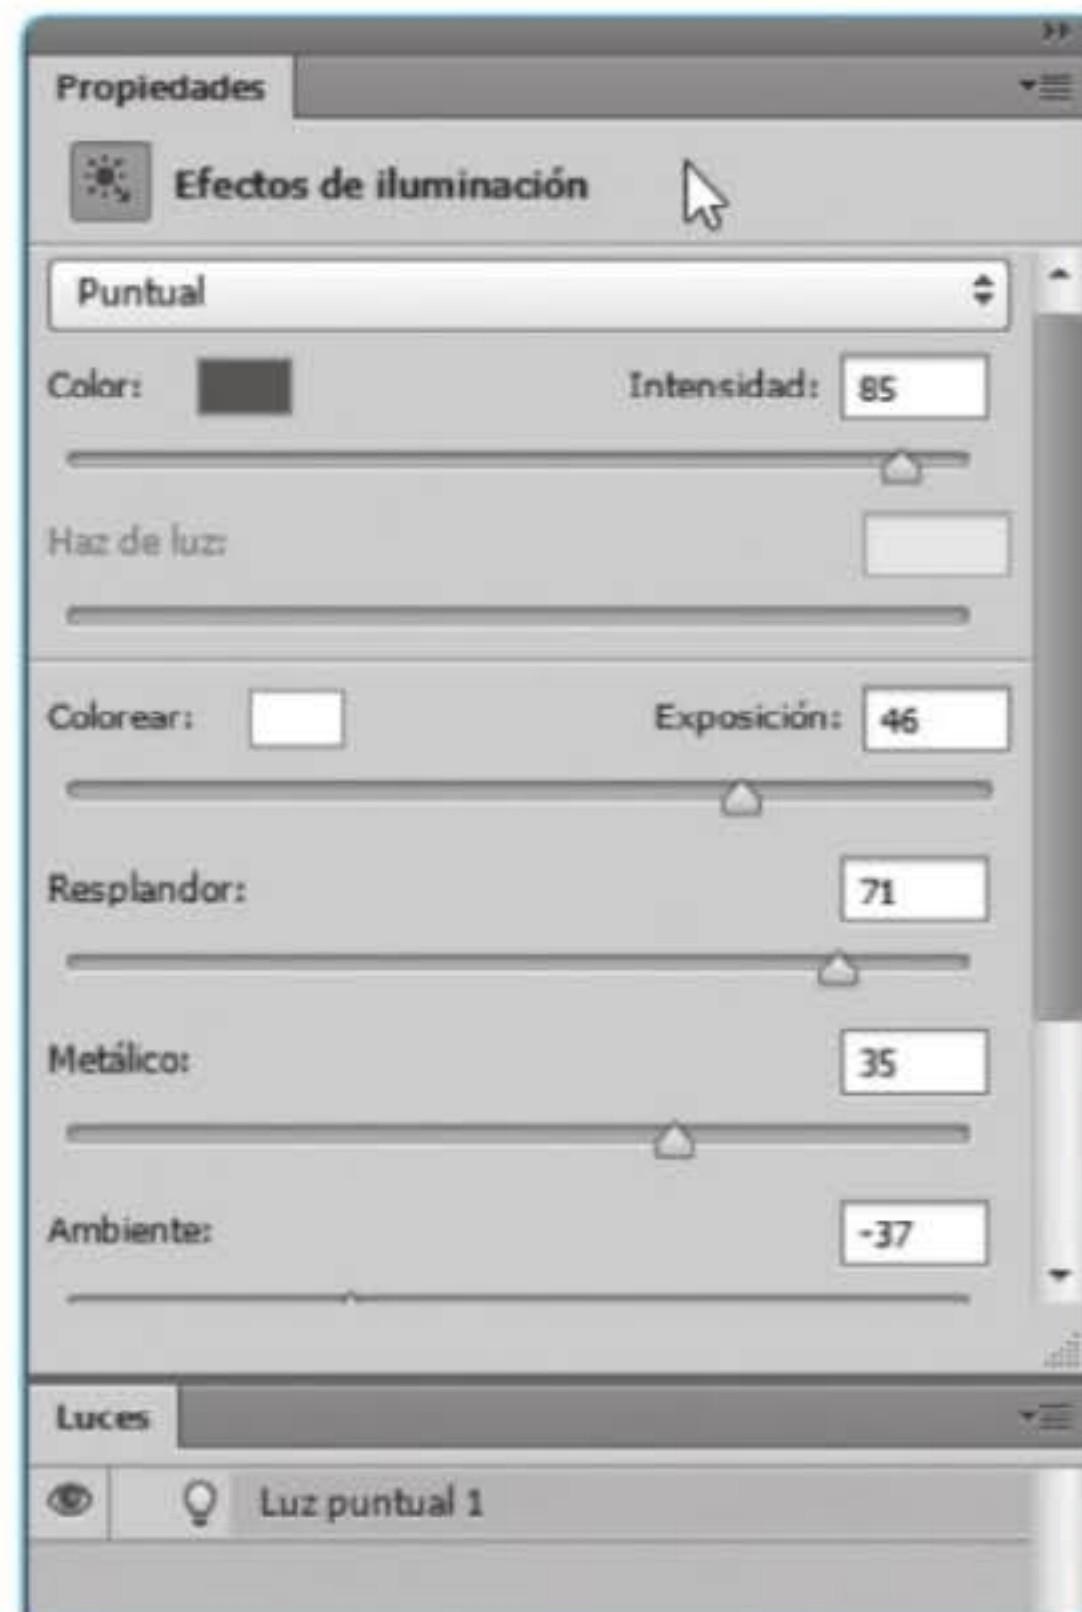 Propiedades
Efectos de iluminación
Puntual
Color: Intensidad: 85
Haz de luz:
Colorear: Exposición: 46
Resplandor: 71
Metálico: 35
Ambiente: -37
Luces
Luz puntual 1